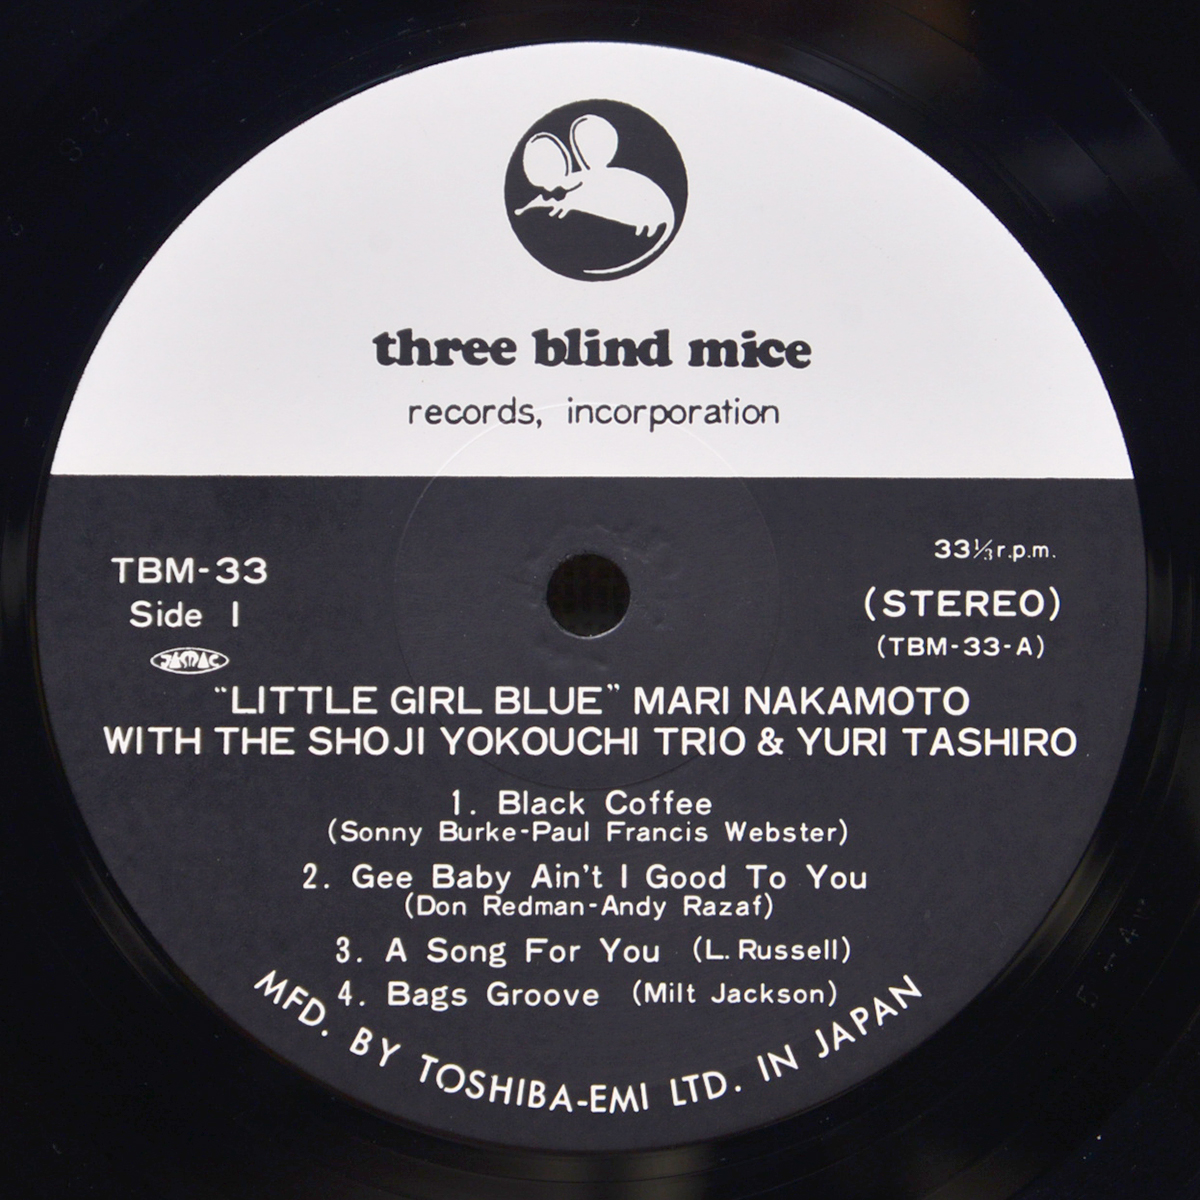 three blind mice
records, incorporation
33⅓ r.p.m.
TBM-33
(STEREO)
Side 1
(TBM-33-A)
JASRAC
“LITTLE GIRL BLUE” MARI NAKAMOTO
WITH THE SHOJI YOKOUCHI TRIO & YURI TASHIRO
1. Black Coffee
(Sonny Burke-Paul Francis Webster)
2. Gee Baby Ain't I Good To You
(Don Redman-Andy Razaf)
3. A Song For You (L. Russell)
4. Bags Groove (Milt Jackson)
MFD. BY TOSHIBA-EMI LTD. IN JAPAN